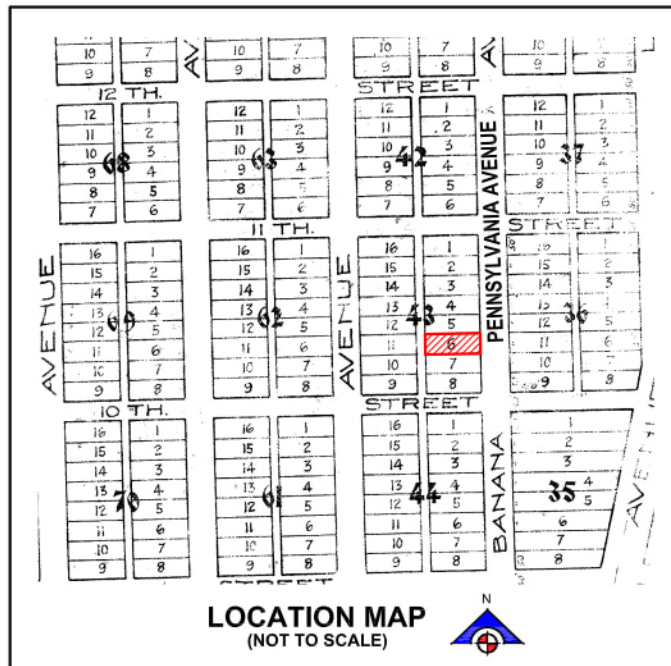 10 7 10 7 10 7 10 7
9 8 9 8 9 8 9 8
AV
AV
12 TH. STREET
12 1 12 1 12 1 12 1
11 2 11 2 11 2 11 2
10 3 10 3 10 3 10 3
68 63 42 37
9 4 9 4 9 4 9 4
8 5 8 5 8 5 8 5
7 6 7 6 7 6 7 6
11 TH. STREET
AVENUE
AVENUE
PENNSYLVANIA AVENUE
16 1 16 1 16 1 16 1
15 2 15 2 15 2 15 2
14 3 14 3 14 3 14 3
13 4 13 4 13 4 13 4
69 62 43 36
12 5 12 5 12 5 12 5
11 6 11 6 11 6 11 6
10 7 10 7 10 7 10 7
9 8 9 8 9 8 9 8
10 TH. STREET
16 1 16 1 16 1 1
15 2 15 2 15 2 2
14 3 14 3 14 3 3
13 4 13 4 13 4 4
70 61 44 35
12 5 12 5 12 5 5
11 6 11 6 11 6 6
10 7 10 7 10 7 7
9 8 9 8 9 8 8
BANANA
AVENUE
STREET
LOCATION MAP
(NOT TO SCALE)
N